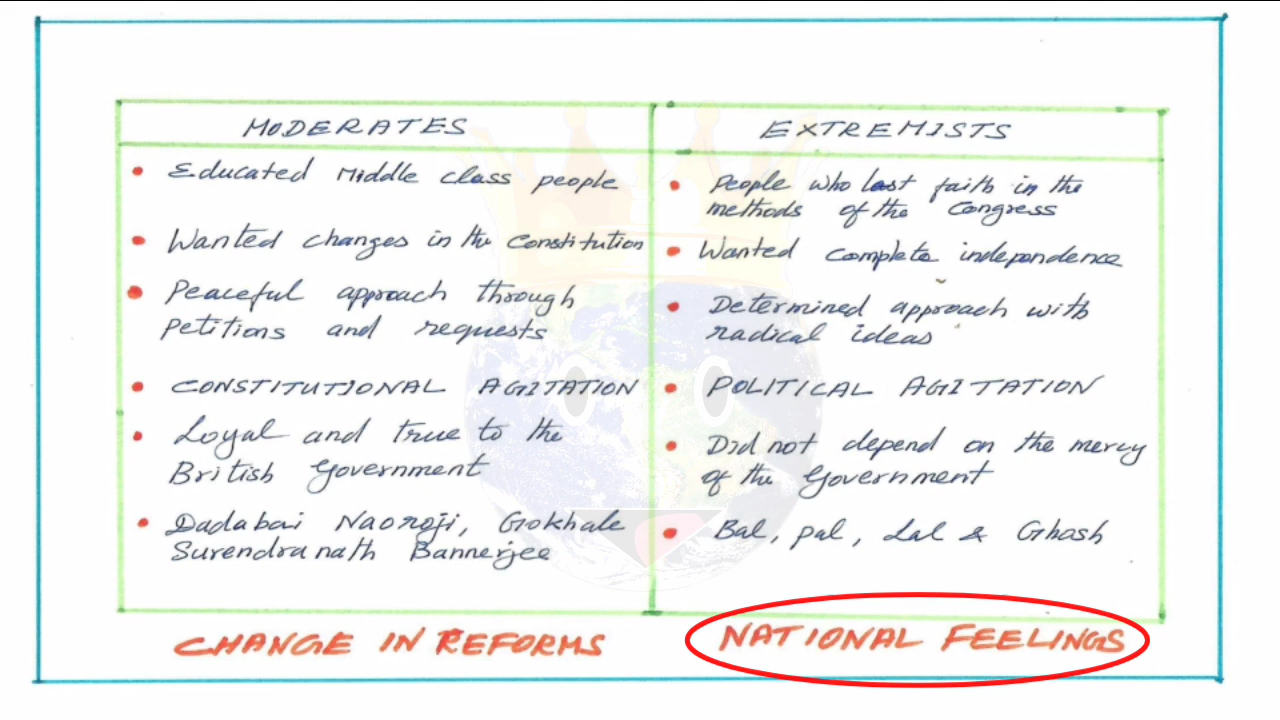 MODERATES
Educated Middle class people
Wanted changes in the Constitution
Peaceful approach through
petitions and requests
CONSTITUTIONAL AGITATION
Loyal and true to the
British Government
Dadabai Naoroji, Gokhale
Surendranath Bannerjee
CHANGE IN REFORMS
EXTREMISTS
People who lost faith in the
methods of the Congress
Wanted complete independence
Determined approach with
radical ideas
POLITICAL AGITATION
Did not depend on the mercy
of the Government
Bal, pal, Lal & Ghosh
NATIONAL FEELINGS